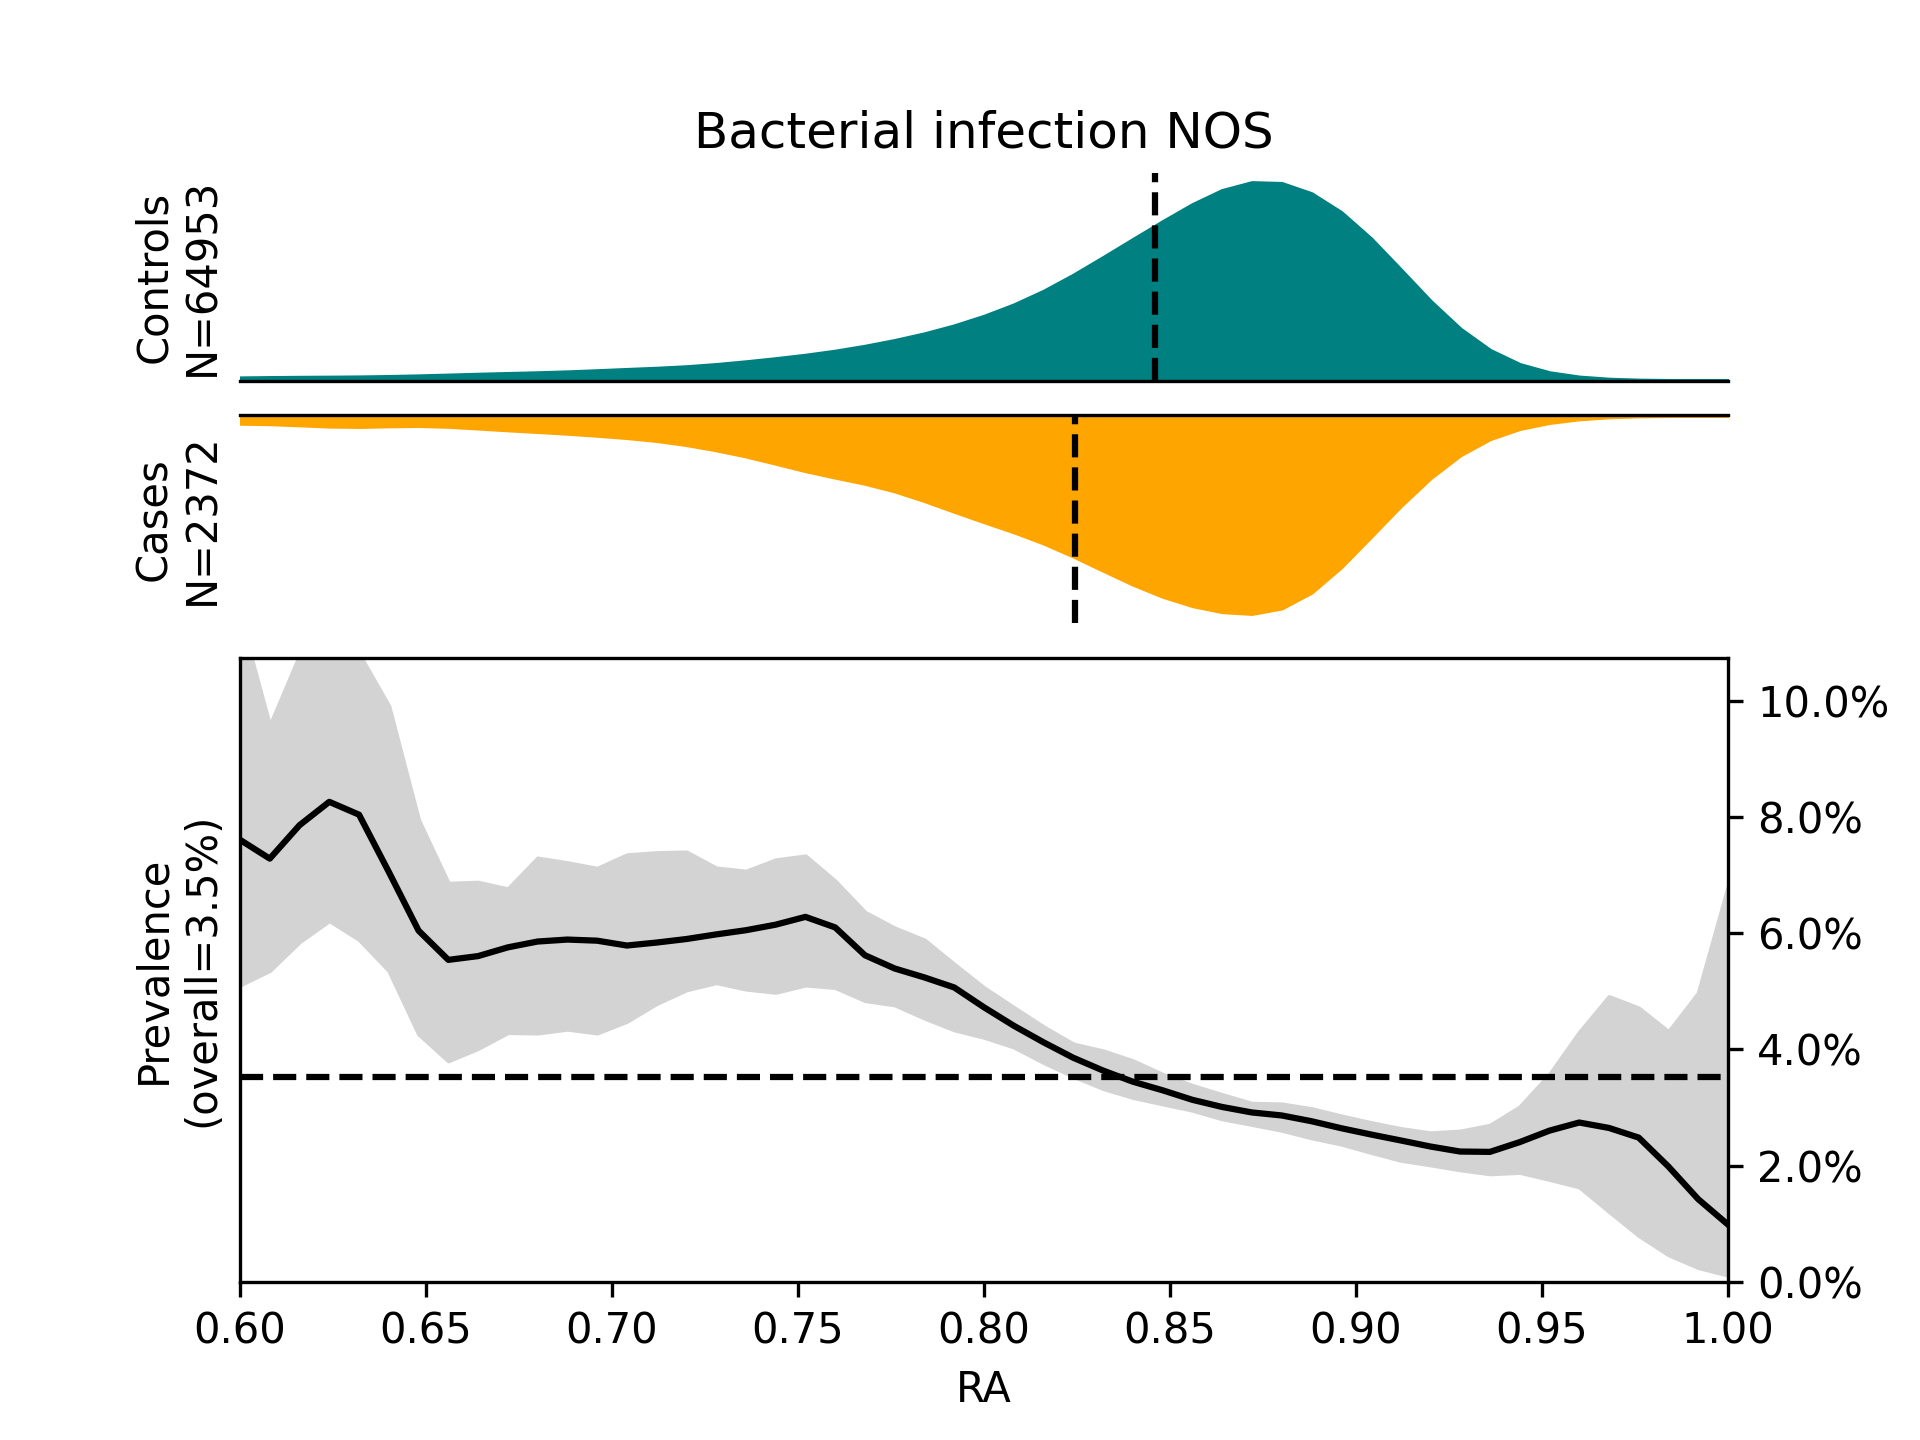 Bacterial infection NOS
Controls
N=64953
Cases
N=2372
Prevalence
(overall=3.5%)
10.0%
8.0%
6.0%
4.0%
2.0%
0.0%
0.60 0.65 0.70 0.75 0.80 0.85 0.90 0.95 1.00
RA